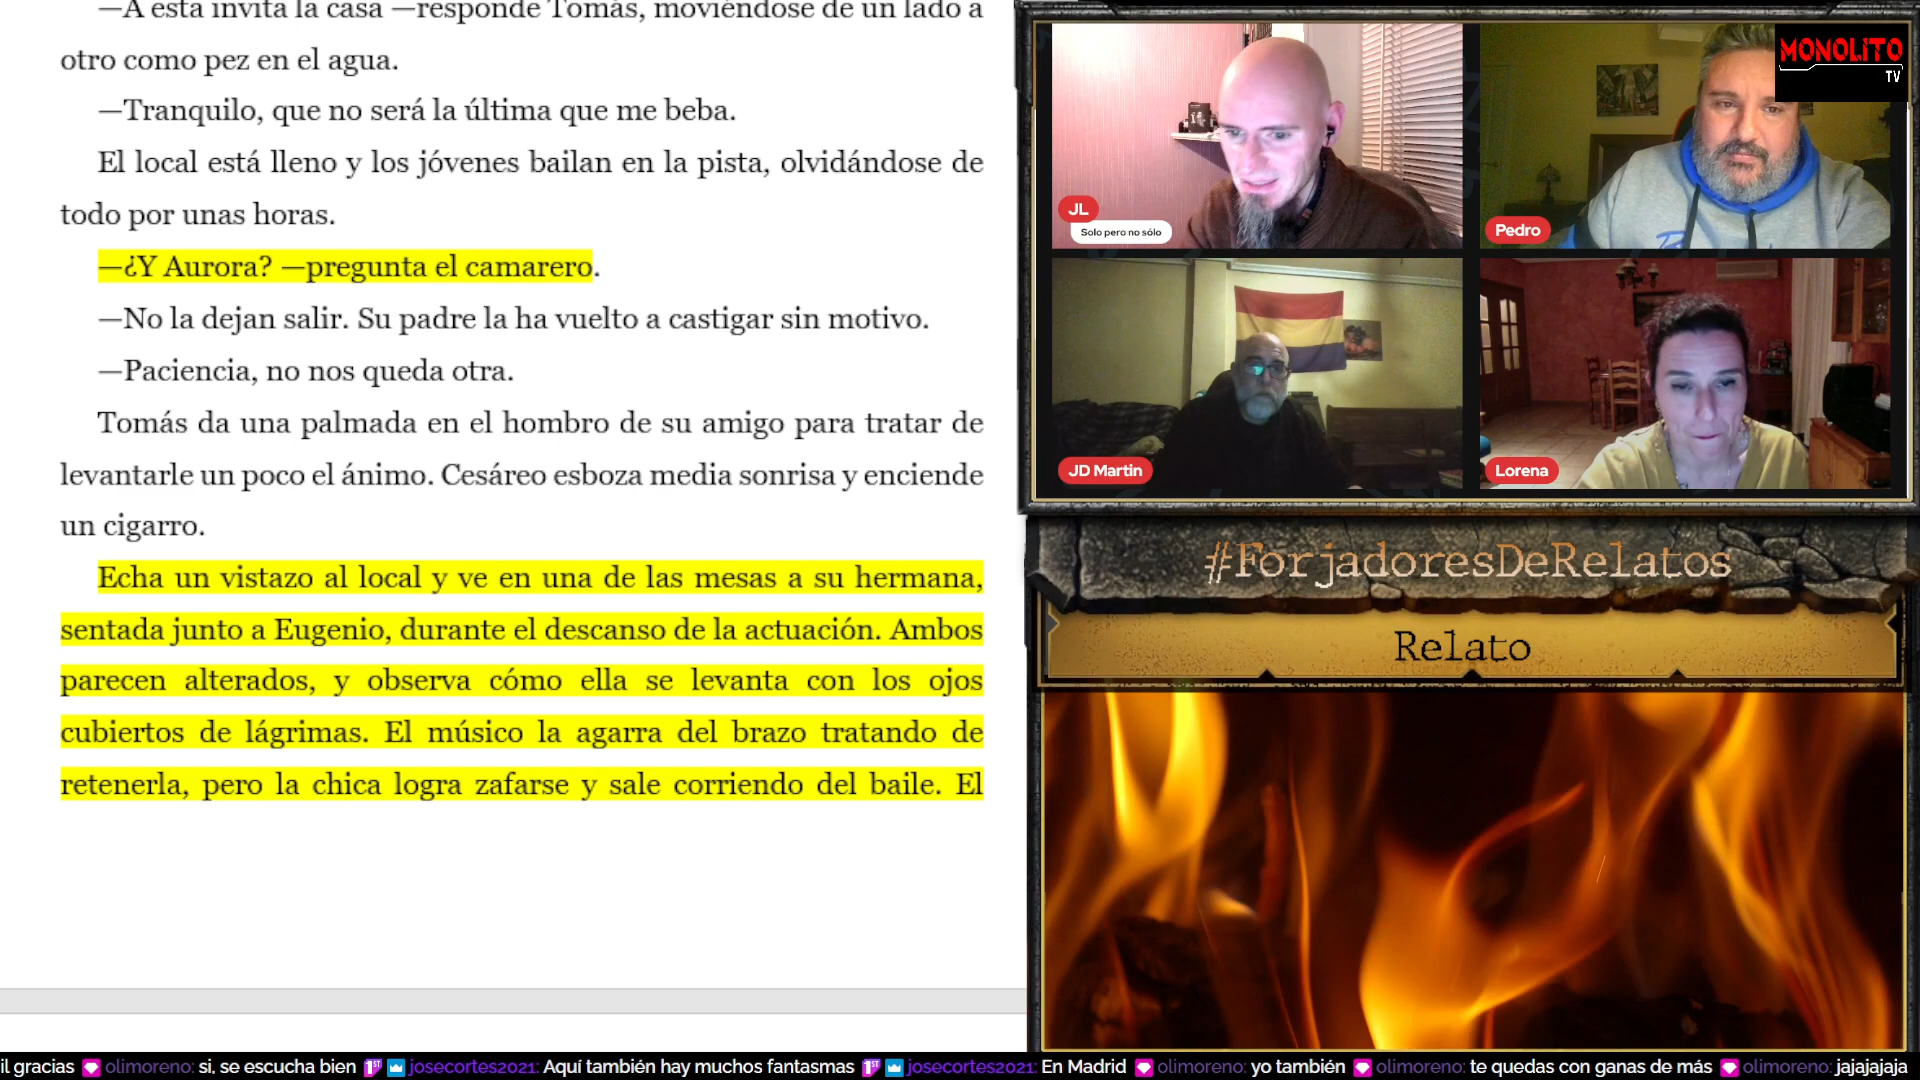 —A esta invita la casa —responde Tomás, moviéndose de un lado a
otro como pez en el agua.
—Tranquilo, que no será la última que me beba.
El local está lleno y los jóvenes bailan en la pista, olvidándose de
todo por unas horas.
—¿Y Aurora? —pregunta el camarero.
—No la dejan salir. Su padre la ha vuelto a castigar sin motivo.
—Paciencia, no nos queda otra.
Tomás da una palmada en el hombro de su amigo para tratar de
levantarle un poco el ánimo. Cesáreo esboza media sonrisa y enciende
un cigarro.
Echa un vistazo al local y ve en una de las mesas a su hermana,
sentada junto a Eugenio, durante el descanso de la actuación. Ambos
parecen alterados, y observa cómo ella se levanta con los ojos
cubiertos de lágrimas. El músico la agarra del brazo tratando de
retenerla, pero la chica logra zafarse y sale corriendo del baile. El
MONOLITO
TV
JL
Solo pero no sólo
Pedro
JD Martin
Lorena
#ForjadoresDeRelatos
Relato
il gracias olimoreno: si, se escucha bien 1ST josecortes2021: Aquí también hay muchos fantasmas 1ST josecortes2021: En Madrid olimoreno: yo también olimoreno: te quedas con ganas de más olimoreno: jajajajaja